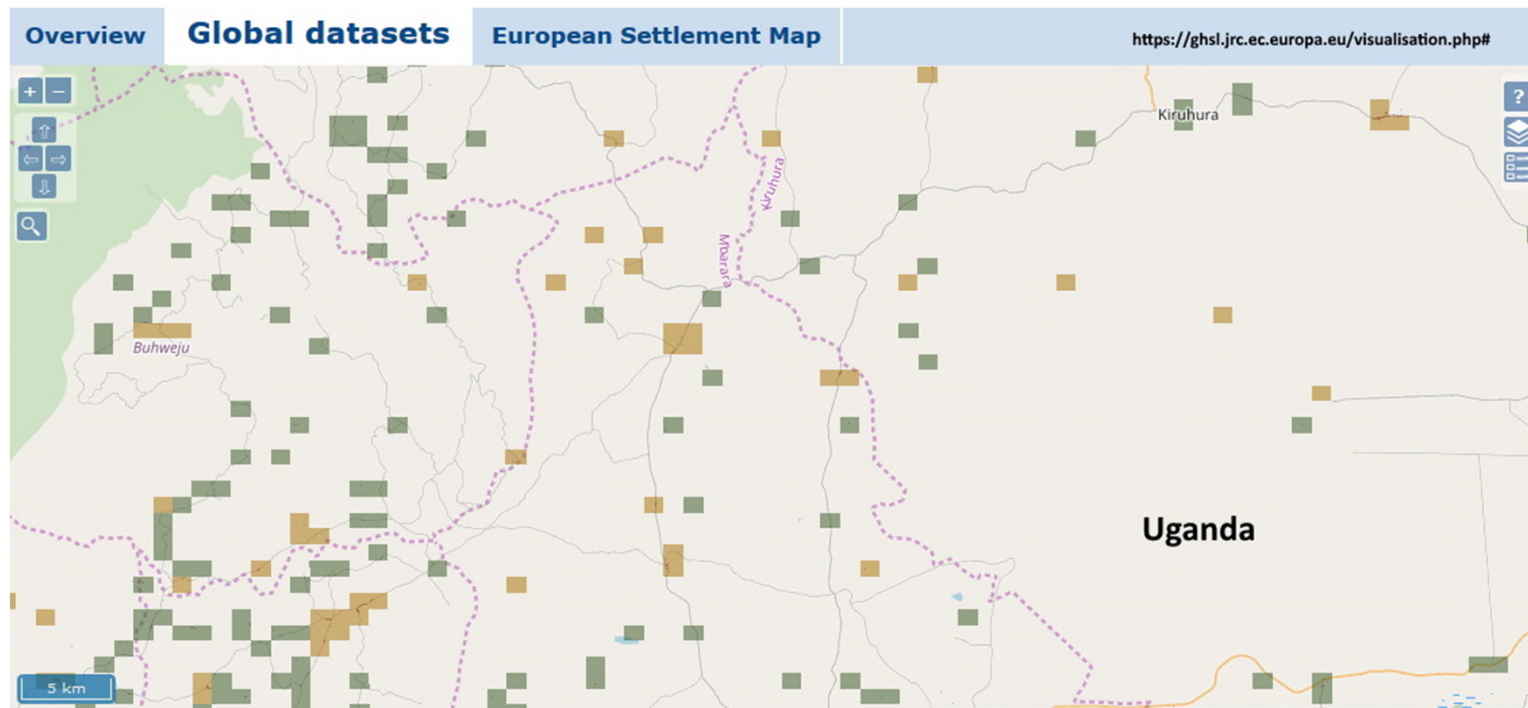 Overview Global datasets European Settlement Map https://ghsl.jrc.ec.europa.eu/visualisation.php#
+ − ?
Kiruhura
Kiruhura
Mbarara
Buhweju
Uganda
5 km